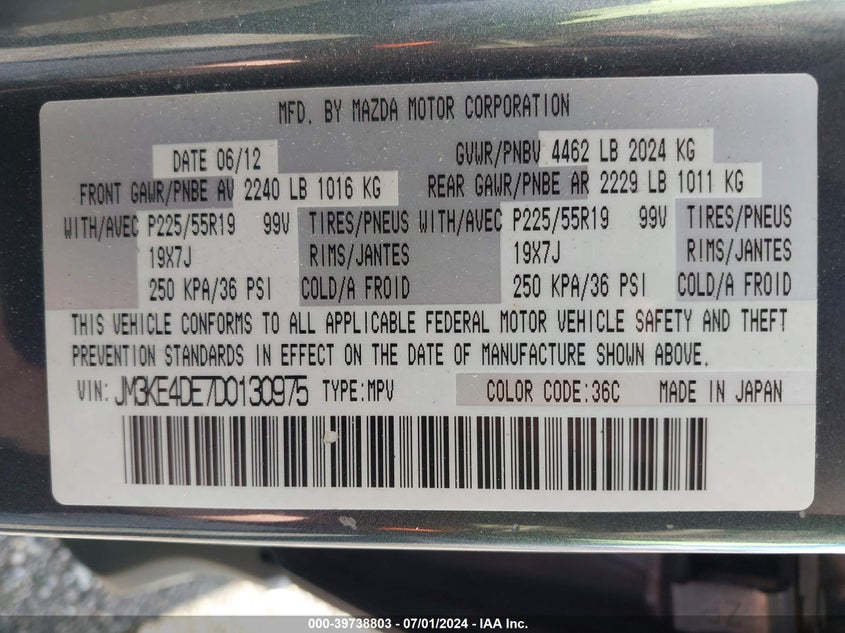 MFD. BY MAZDA MOTOR CORPORATION
DATE 06/12 GVWR/PNBV 4462 LB 2024 KG
FRONT GAWR/PNBE AV 2240 LB 1016 KG REAR GAWR/PNBE AR 2229 LB 1011 KG
WITH/AVEC P225/55R19 99V TIRES/PNEUS WITH/AVEC P225/55R19 99V TIRES/PNEUS
19X7J RIMS/JANTES 19X7J RIMS/JANTES
250 KPA/36 PSI COLD/A FROID 250 KPA/36 PSI COLD/A FROID
THIS VEHICLE CONFORMS TO ALL APPLICABLE FEDERAL MOTOR VEHICLE SAFETY AND THEFT
PREVENTION STANDARDS IN EFFECT ON THE DATE OF MANUFACTURE SHOWN ABOVE.
VIN: JM3KE4DE7D0130975 TYPE:MPV COLOR CODE:36C MADE IN JAPAN
000-39738803 - 07/01/2024 - IAA Inc.